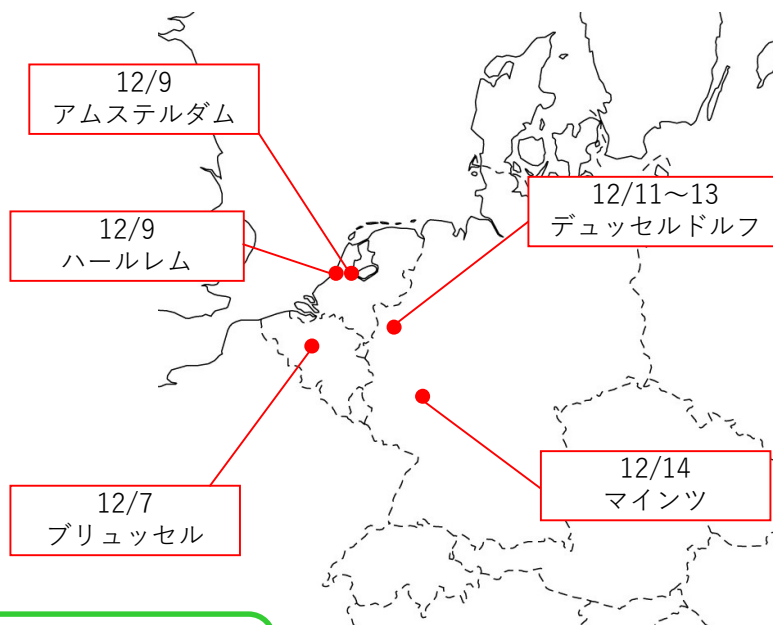 12/9
アムステルダム
12/11～13
デュッセルドルフ
12/9
ハールレム
12/14
マインツ
12/7
ブリュッセル